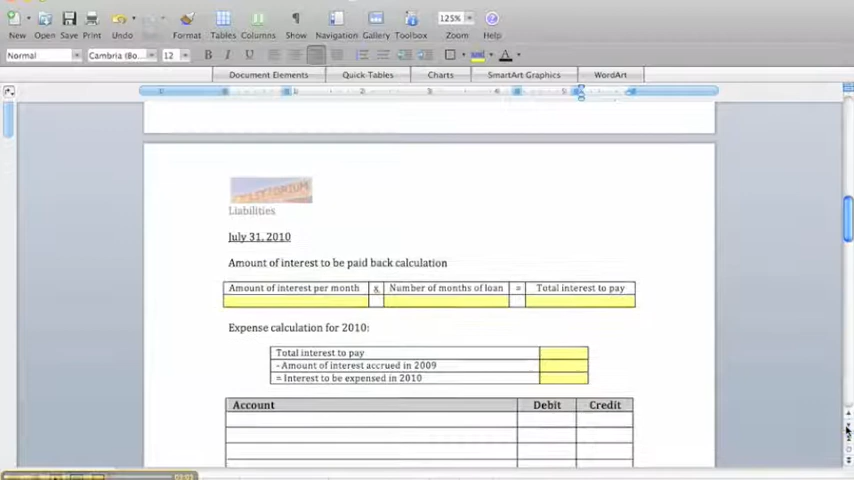 New Open Save Print Undo Format Tables Columns Show Navigation Gallery Toolbox Zoom Help
125%
Normal Cambria (Bo... 12 B I U A
Document Elements Quick Tables Charts SmartArt Graphics WordArt
Liabilities
July 31, 2010
Amount of interest to be paid back calculation
Amount of interest per month x Number of months of loan = Total interest to pay
Expense calculation for 2010:
Total interest to pay
- Amount of interest accrued in 2009
= Interest to be expensed in 2010
Account Debit Credit